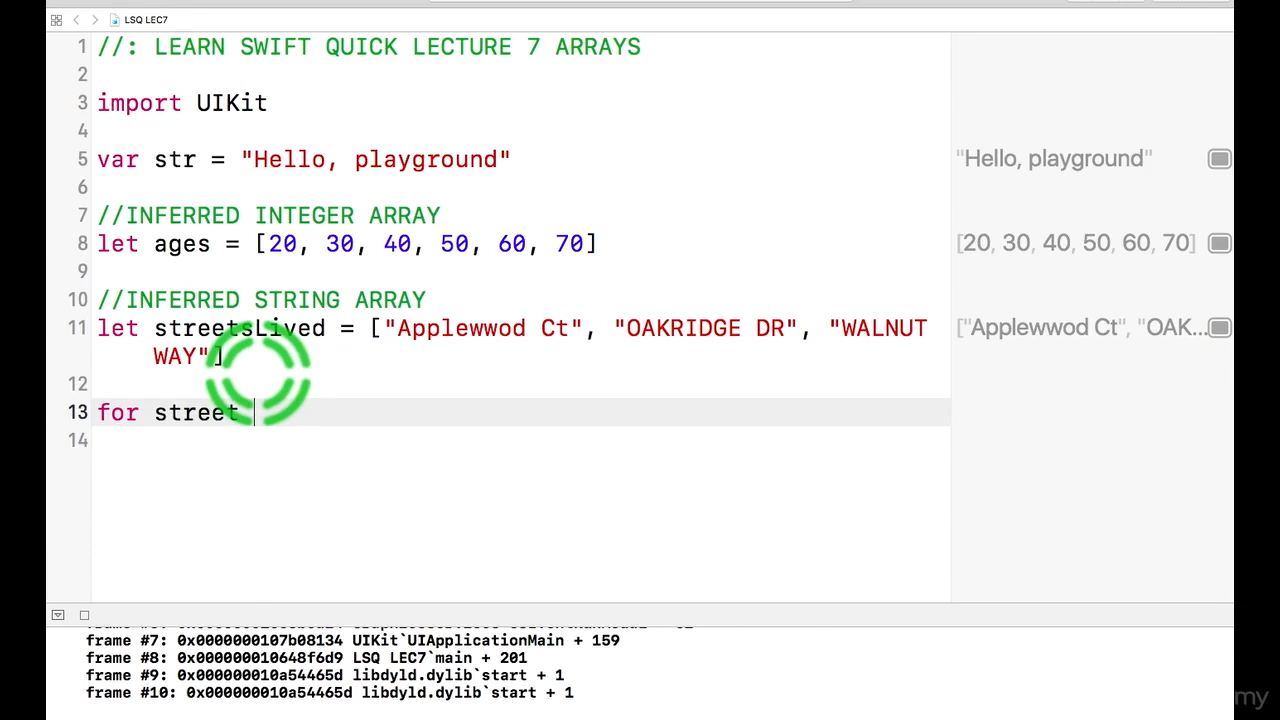 LSQ LEC7
1 //: LEARN SWIFT QUICK LECTURE 7 ARRAYS
2
3 import UIKit
4
5 var str = "Hello, playground"
"Hello, playground"
6
7 //INFERRED INTEGER ARRAY
8 let ages = [20, 30, 40, 50, 60, 70]
[20, 30, 40, 50, 60, 70]
9
10 //INFERRED STRING ARRAY
11 let streetsLived = ["Applewwod Ct", "OAKRIDGE DR", "WALNUT
WAY"]
["Applewwod Ct", "OAK...
12
13 for street
14
frame #7: 0x0000000107b08134 UIKit`UIApplicationMain + 159
frame #8: 0x000000010648f6d9 LSQ LEC7`main + 201
frame #9: 0x000000010a54465d libdyld.dylib`start + 1
frame #10: 0x000000010a54465d libdyld.dylib`start + 1
my